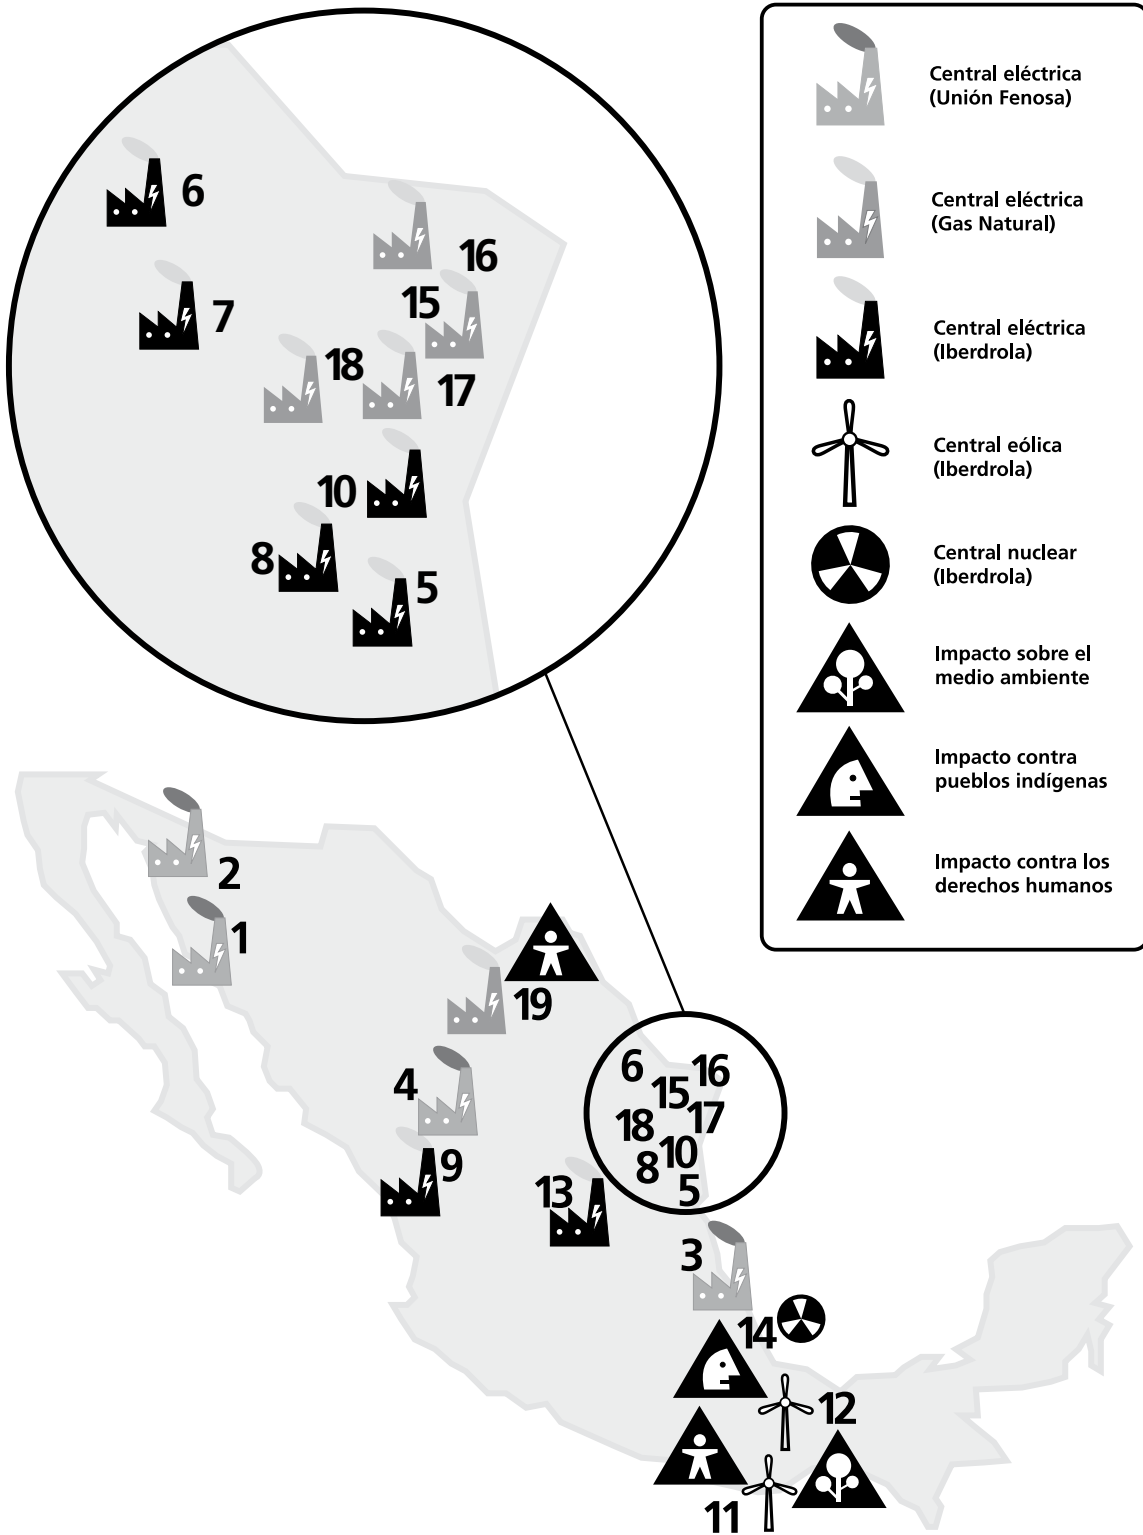 Central eléctrica
(Unión Fenosa)
Central eléctrica
(Gas Natural)
Central eléctrica
(Iberdrola)
Central eólica
(Iberdrola)
Central nuclear
(Iberdrola)
Impacto sobre el
medio ambiente
Impacto contra
pueblos indígenas
Impacto contra los
derechos humanos
6
16
7
15
18
17
10
8
5
2
1
19
4
9
13
6
16
15
18
17
10
8
5
3
14
12
11